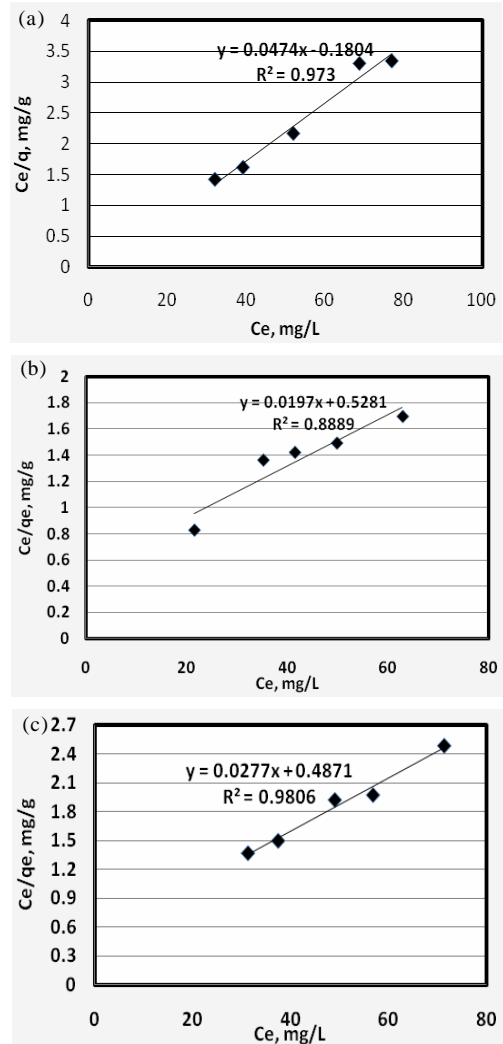 (a)
4
3.5
3
2.5
2
1.5
1
0.5
0
y = 0.0474x - 0.1804
R² = 0.973
Ce/q, mg/g
0 20 40 60 80 100
Ce, mg/L
(b)
2
1.8
1.6
1.4
1.2
1
0.8
0.6
0.4
0.2
0
y = 0.0197x + 0.5281
R² = 0.8889
Ce/qe, mg/g
0 20 40 60 80
Ce, mg/L
(c)
2.7
2.4
2.1
1.8
1.5
1.2
0.9
0.6
0.3
0
y = 0.0277x + 0.4871
R² = 0.9806
Ce/qe, mg/g
0 20 40 60 80
Ce, mg/L